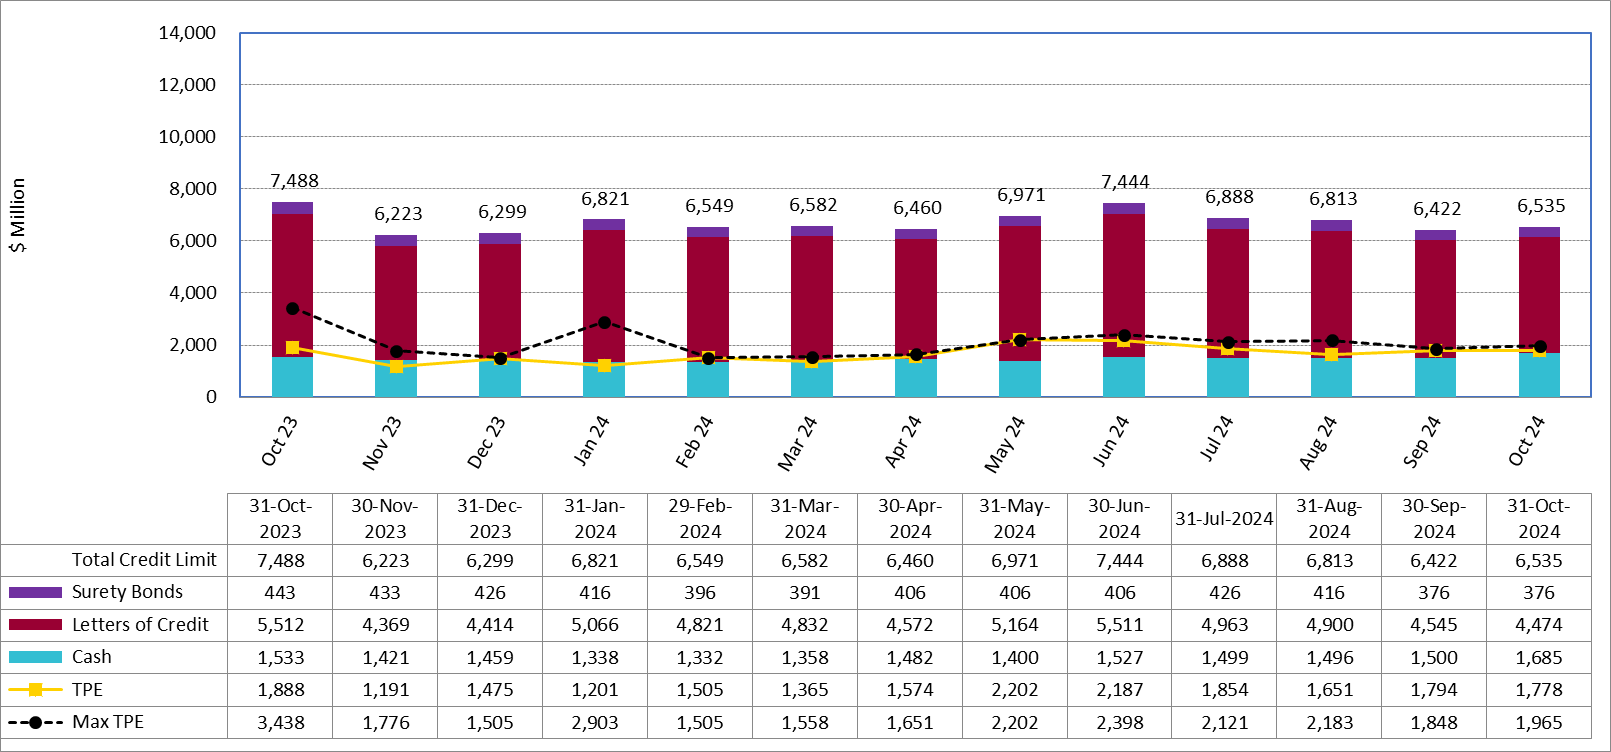 14,000
12,000
10,000
8,000
6,000
4,000
2,000
0
$ Million
7,488 6,223 6,299 6,821 6,549 6,582 6,460 6,971 7,444 6,888 6,813 6,422 6,535
Oct 23 Nov 23 Dec 23 Jan 24 Feb 24 Mar 24 Apr 24 May 24 Jun 24 Jul 24 Aug 24 Sep 24 Oct 24
31-Oct-2023 30-Nov-2023 31-Dec-2023 31-Jan-2024 29-Feb-2024 31-Mar-2024 30-Apr-2024 31-May-2024 30-Jun-2024 31-Jul-2024 31-Aug-2024 30-Sep-2024 31-Oct-2024
Total Credit Limit 7,488 6,223 6,299 6,821 6,549 6,582 6,460 6,971 7,444 6,888 6,813 6,422 6,535
Surety Bonds 443 433 426 416 396 391 406 406 406 426 416 376 376
Letters of Credit 5,512 4,369 4,414 5,066 4,821 4,832 4,572 5,164 5,511 4,963 4,900 4,545 4,474
Cash 1,533 1,421 1,459 1,338 1,332 1,358 1,482 1,400 1,527 1,499 1,496 1,500 1,685
TPE 1,888 1,191 1,475 1,201 1,505 1,365 1,574 2,202 2,187 1,854 1,651 1,794 1,778
Max TPE 3,438 1,776 1,505 2,903 1,505 1,558 1,651 2,202 2,398 2,121 2,183 1,848 1,965